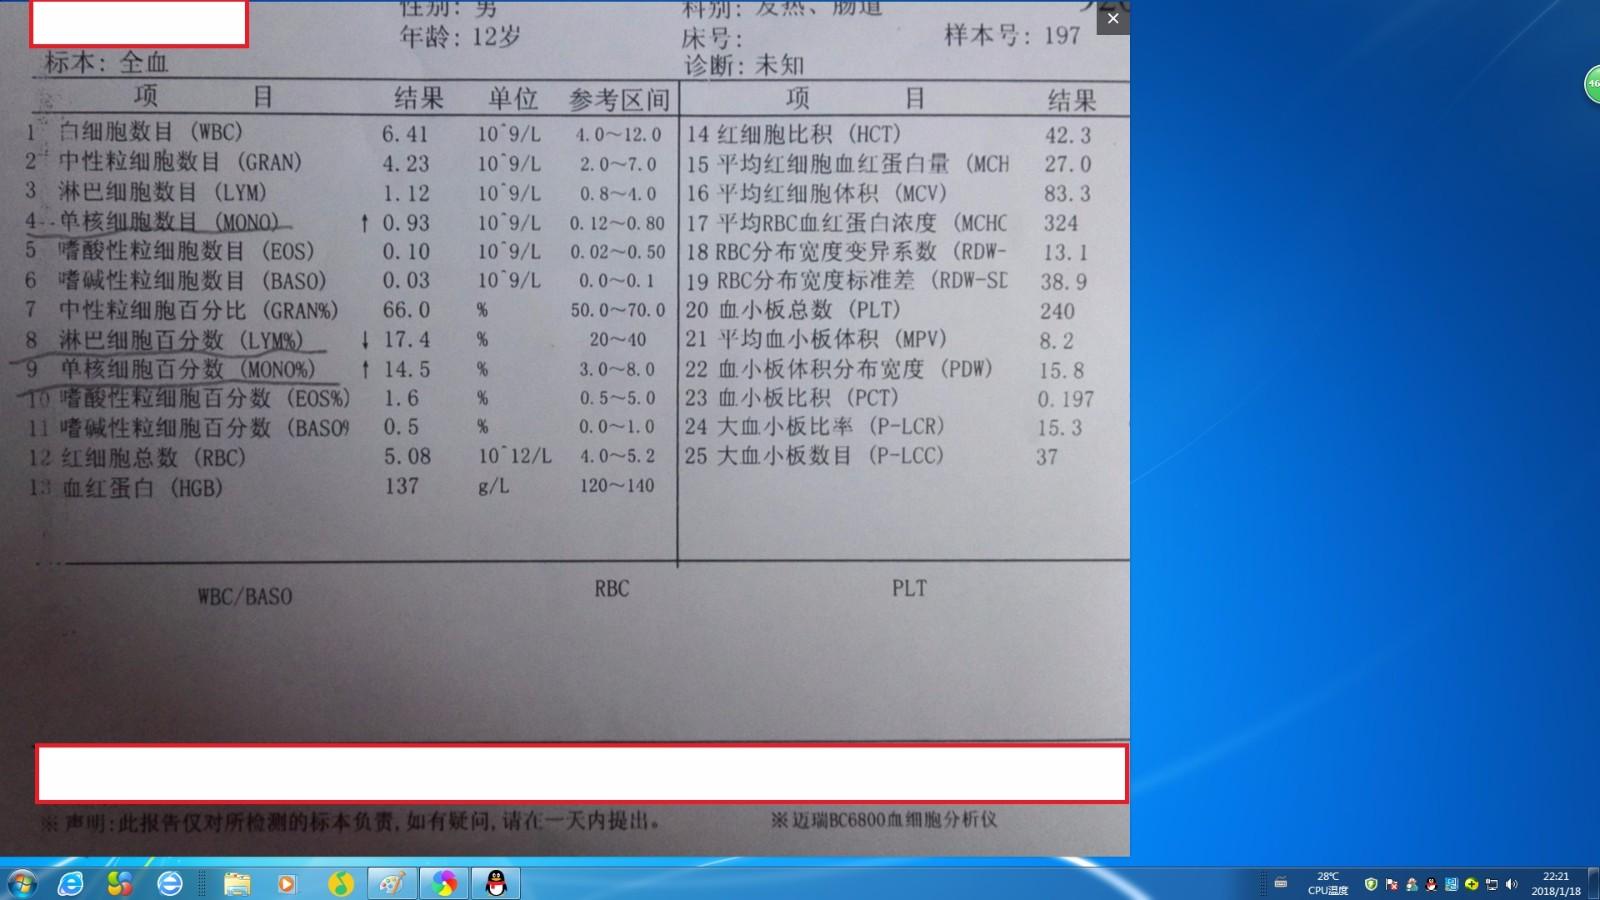 性别: 男
科别: 发热、肠道
年龄: 12岁
床号:
样本号: 197
标本: 全血
诊断: 未知
项 目 结果 单位 参考区间 项 目 结果
1 白细胞数目 (WBC) 6.41 10^9/L 4.0～12.0 14 红细胞比积 (HCT) 42.3
2 中性粒细胞数目 (GRAN) 4.23 10^9/L 2.0～7.0 15 平均红细胞血红蛋白量 (MCH 27.0
3 淋巴细胞数目 (LYM) 1.12 10^9/L 0.8～4.0 16 平均红细胞体积 (MCV) 83.3
4 单核细胞数目 (MONO) ↑ 0.93 10^9/L 0.12～0.80 17 平均RBC血红蛋白浓度 (MCHC 324
5 嗜酸性粒细胞数目 (EOS) 0.10 10^9/L 0.02～0.50 18 RBC分布宽度变异系数 (RDW- 13.1
6 嗜碱性粒细胞数目 (BASO) 0.03 10^9/L 0.0～0.1 19 RBC分布宽度标准差 (RDW-SD 38.9
7 中性粒细胞百分比 (GRAN%) 66.0 % 50.0～70.0 20 血小板总数 (PLT) 240
8 淋巴细胞百分数 (LYM%) ↓ 17.4 % 20～40 21 平均血小板体积 (MPV) 8.2
9 单核细胞百分数 (MONO%) ↑ 14.5 % 3.0～8.0 22 血小板体积分布宽度 (PDW) 15.8
10 嗜酸性粒细胞百分数 (EOS%) 1.6 % 0.5～5.0 23 血小板比积 (PCT) 0.197
11 嗜碱性粒细胞百分数 (BASO% 0.5 % 0.0～1.0 24 大血小板比率 (P-LCR) 15.3
12 红细胞总数 (RBC) 5.08 10^12/L 4.0～5.2 25 大血小板数目 (P-LCC) 37
13 血红蛋白 (HGB) 137 g/L 120～140
WBC/BASO RBC PLT
※声明:此报告仅对所检测的标本负责,如有疑问,请在一天内提出。 ※迈瑞BC6800血细胞分析仪
46
28℃
CPU温度
22:21
2018/1/18